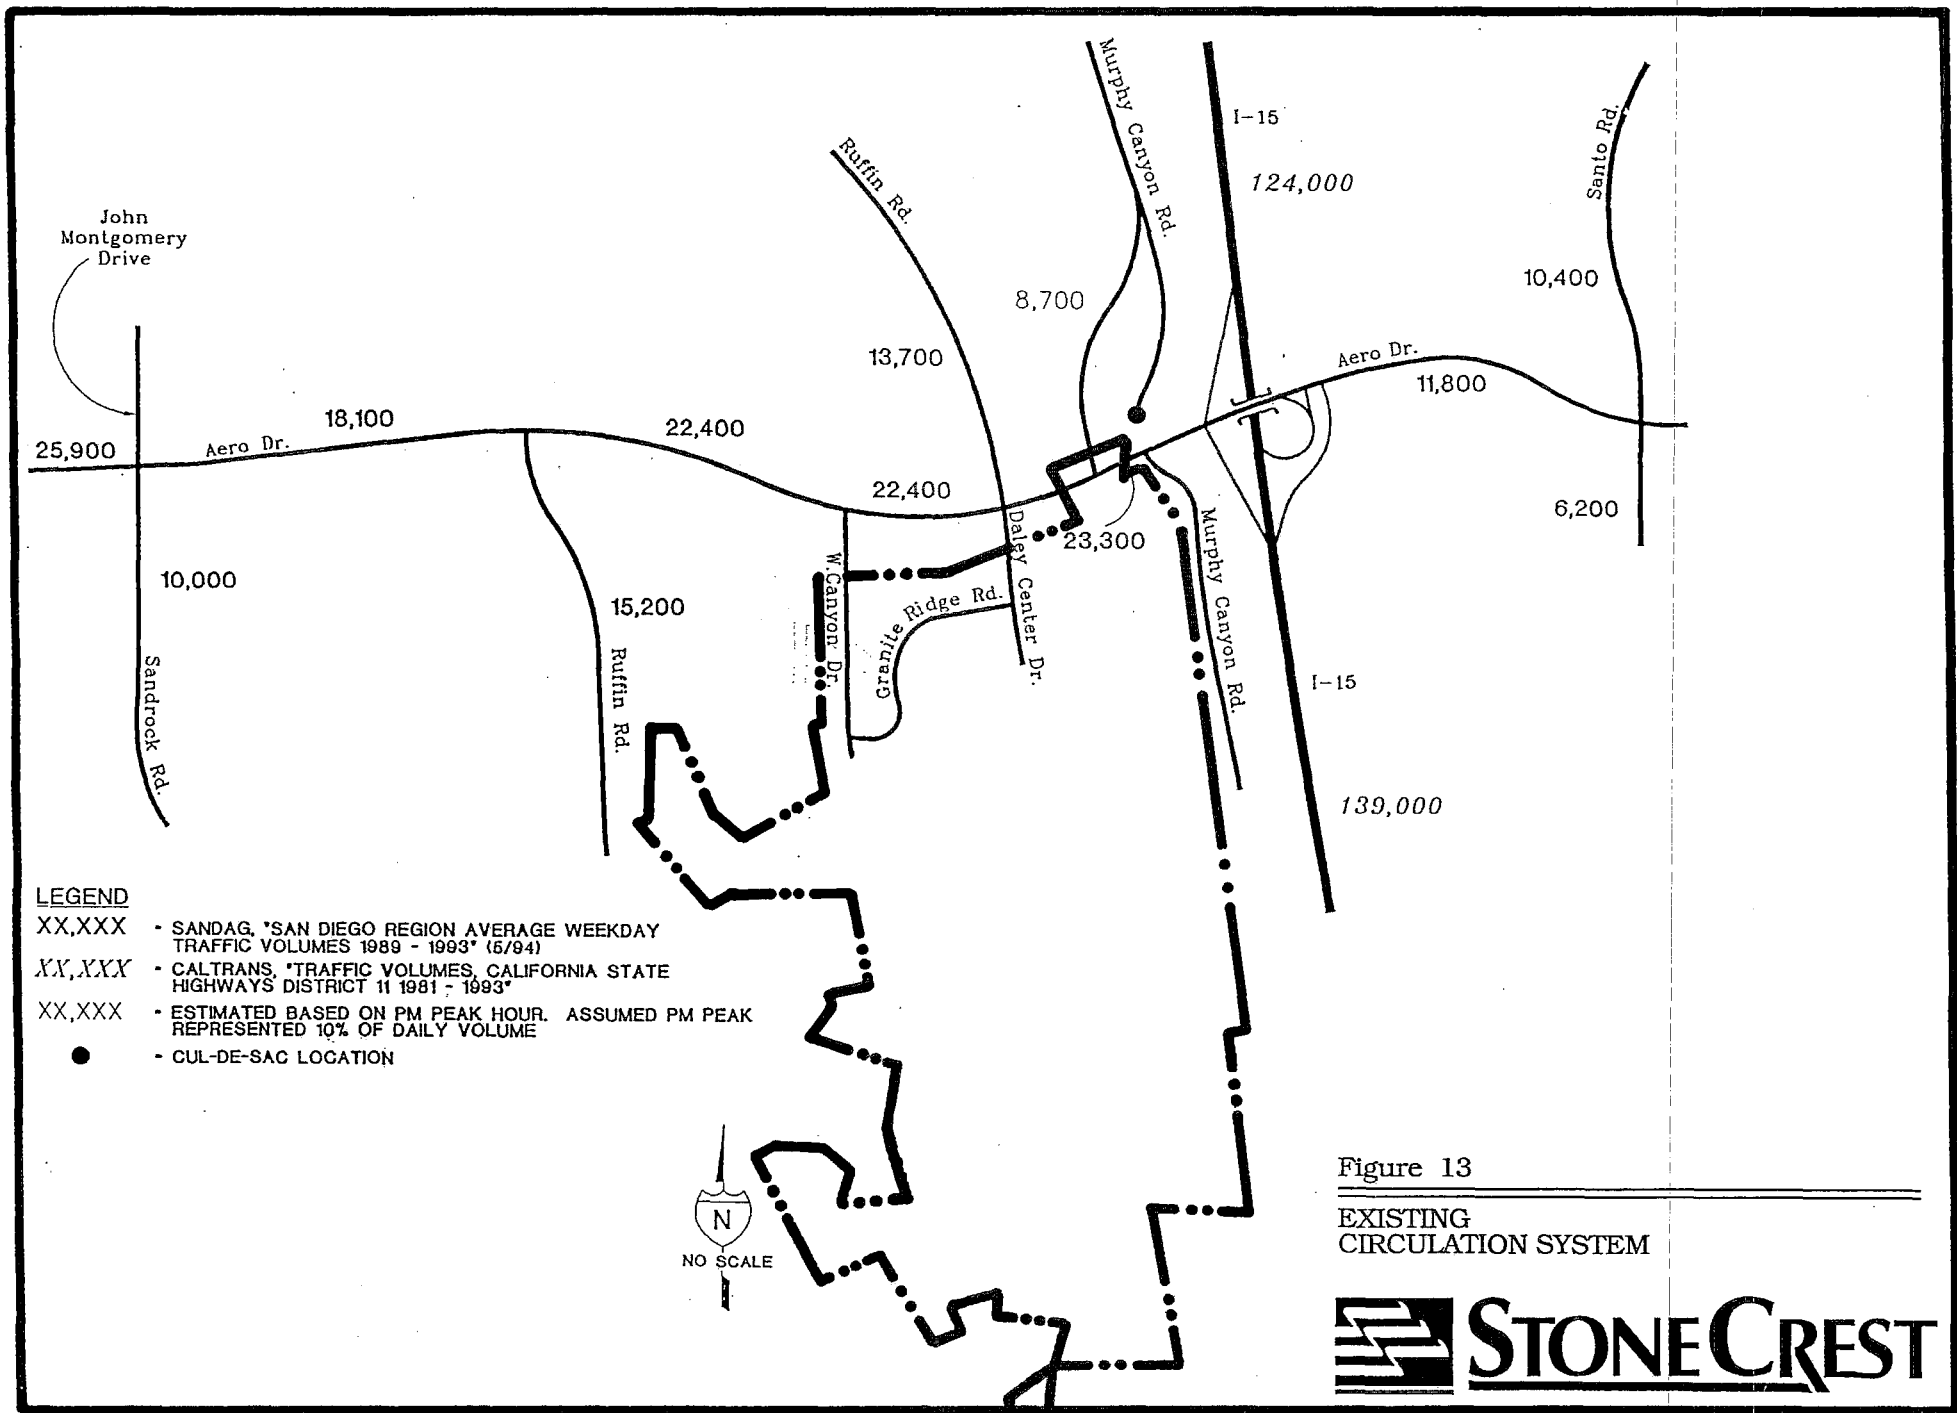 Murphy Canyon Rd.
I-15
124,000
Santo Rd.
Ruffin Rd.
John
Montgomery
Drive
8,700
10,400
13,700
Aero Dr.
11,800
18,100
22,400
25,900
Aero Dr.
22,400
6,200
23,300
Daley Center Dr.
Murphy Canyon Rd.
10,000
15,200
W. Canyon Dr.
Granite Ridge Rd.
Sandrock Rd.
Ruffin Rd.
I-15
139,000
LEGEND
XX,XXX - SANDAG, "SAN DIEGO REGION AVERAGE WEEKDAY
TRAFFIC VOLUMES 1989 - 1993" (5/94)
XX,XXX - CALTRANS, "TRAFFIC VOLUMES, CALIFORNIA STATE
HIGHWAYS DISTRICT 11 1981 - 1993"
XX,XXX - ESTIMATED BASED ON PM PEAK HOUR. ASSUMED PM PEAK
REPRESENTED 10% OF DAILY VOLUME
- CUL-DE-SAC LOCATION
N
NO SCALE
Figure 13
EXISTING
CIRCULATION SYSTEM
STONECREST